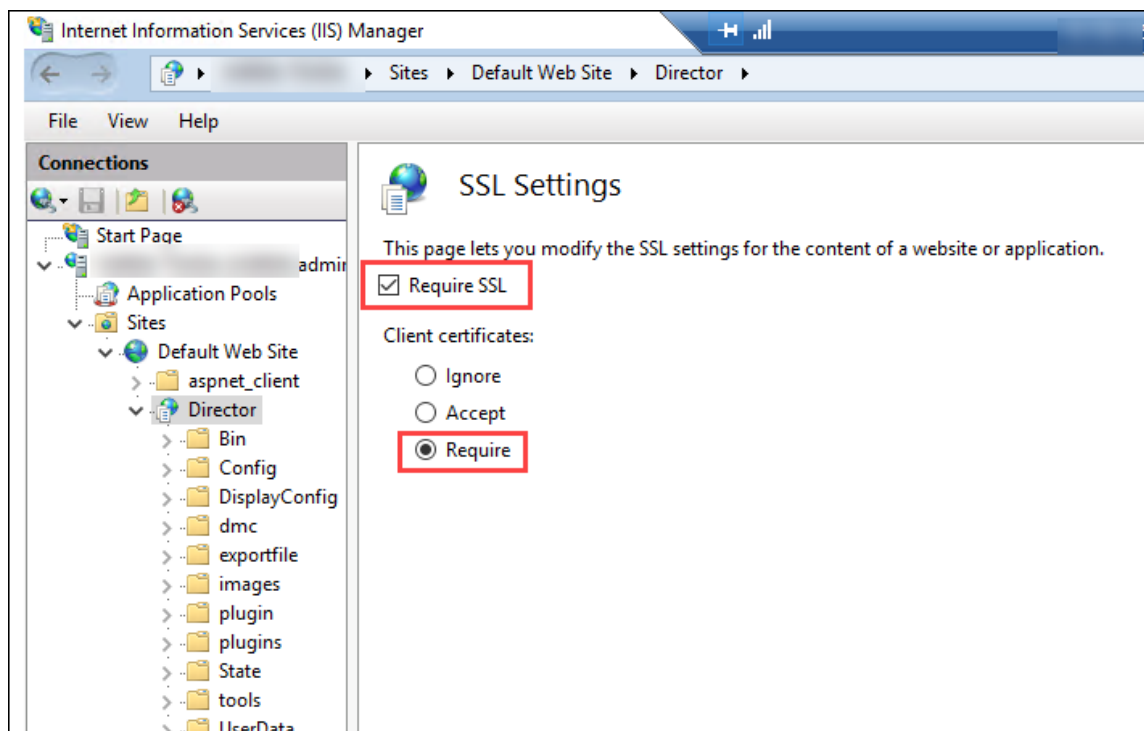 Internet Information Services (IIS) Manager
Sites Default Web Site Director
File View Help
Connections
Start Page
admin
Application Pools
Sites
Default Web Site
aspnet_client
Director
Bin
Config
DisplayConfig
dmc
exportfile
images
plugin
plugins
State
tools
UserData
SSL Settings
This page lets you modify the SSL settings for the content of a website or application.
Require SSL
Client certificates:
Ignore
Accept
Require